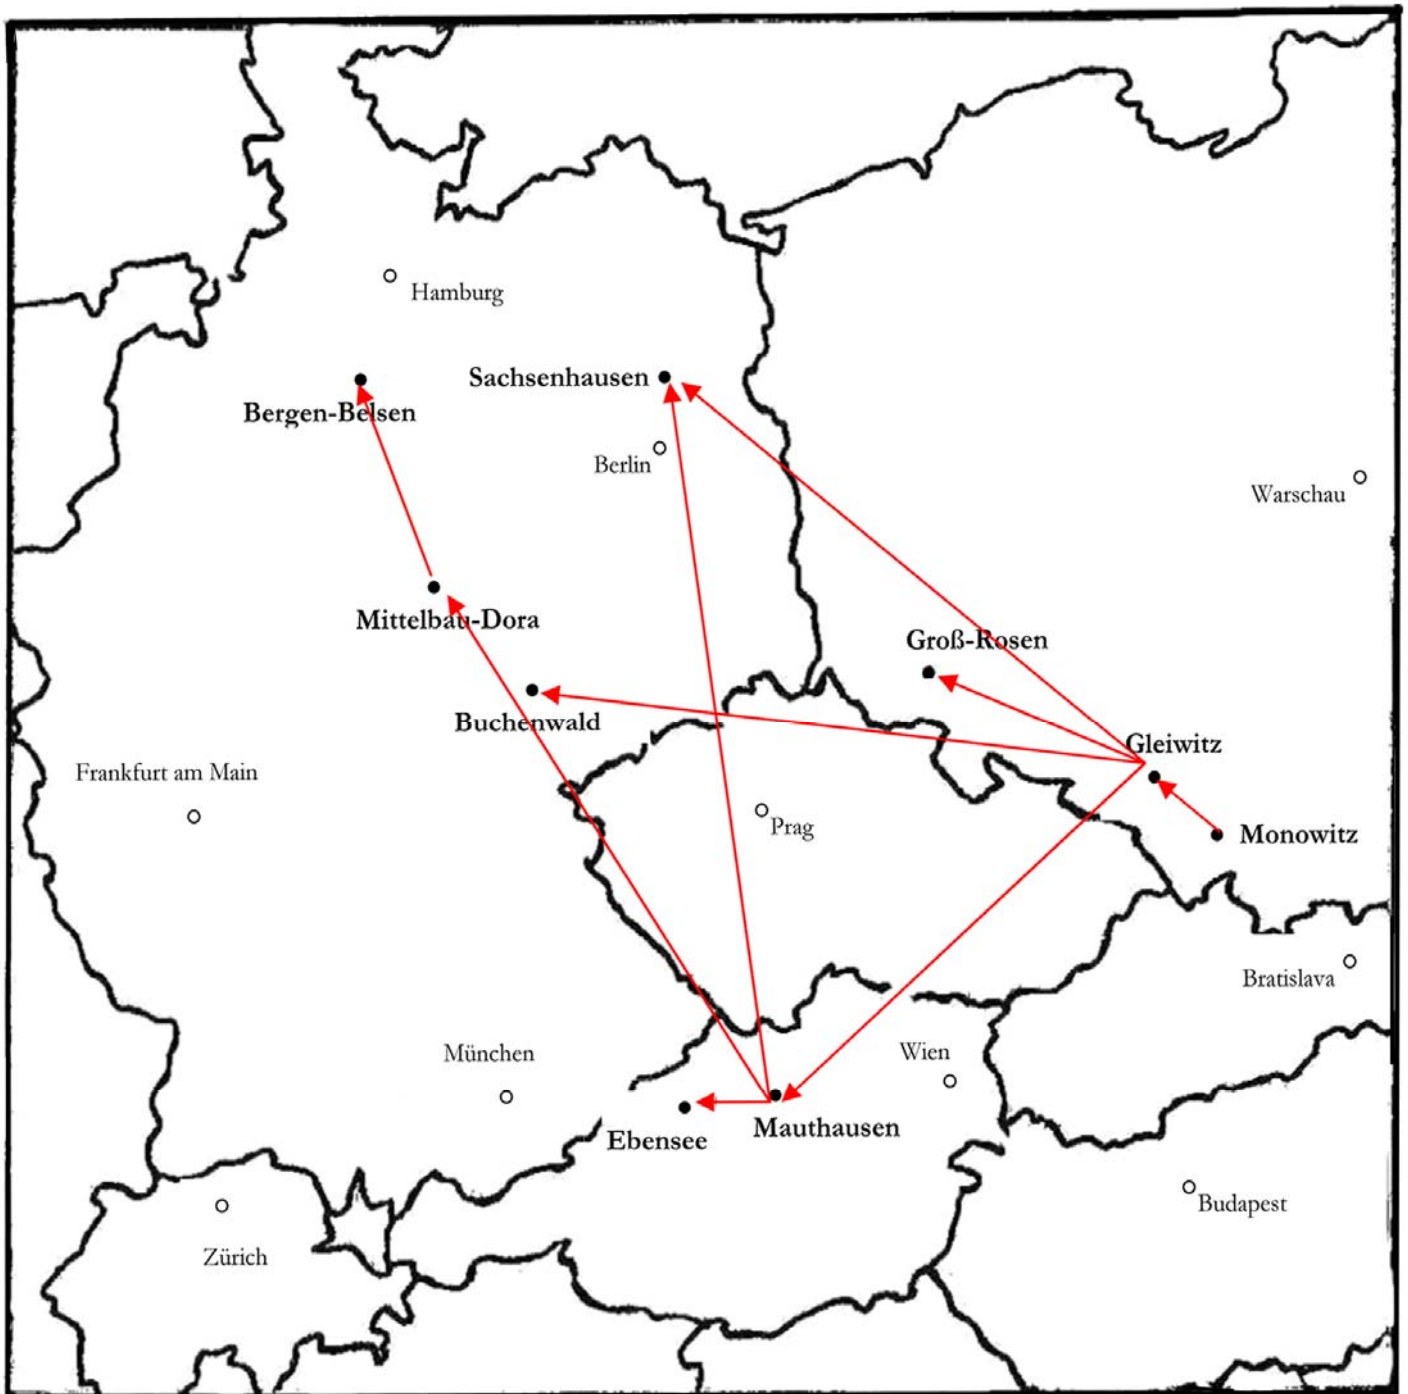 Hamburg
Sachsenhausen
Bergen-Belsen
Berlin
Warschau
Mittelbau-Dora
Groß-Rosen
Buchenwald
Gleiwitz
Frankfurt am Main
Prag
Monowitz
Bratislava
München
Wien
Ebensee
Mauthausen
Budapest
Zürich